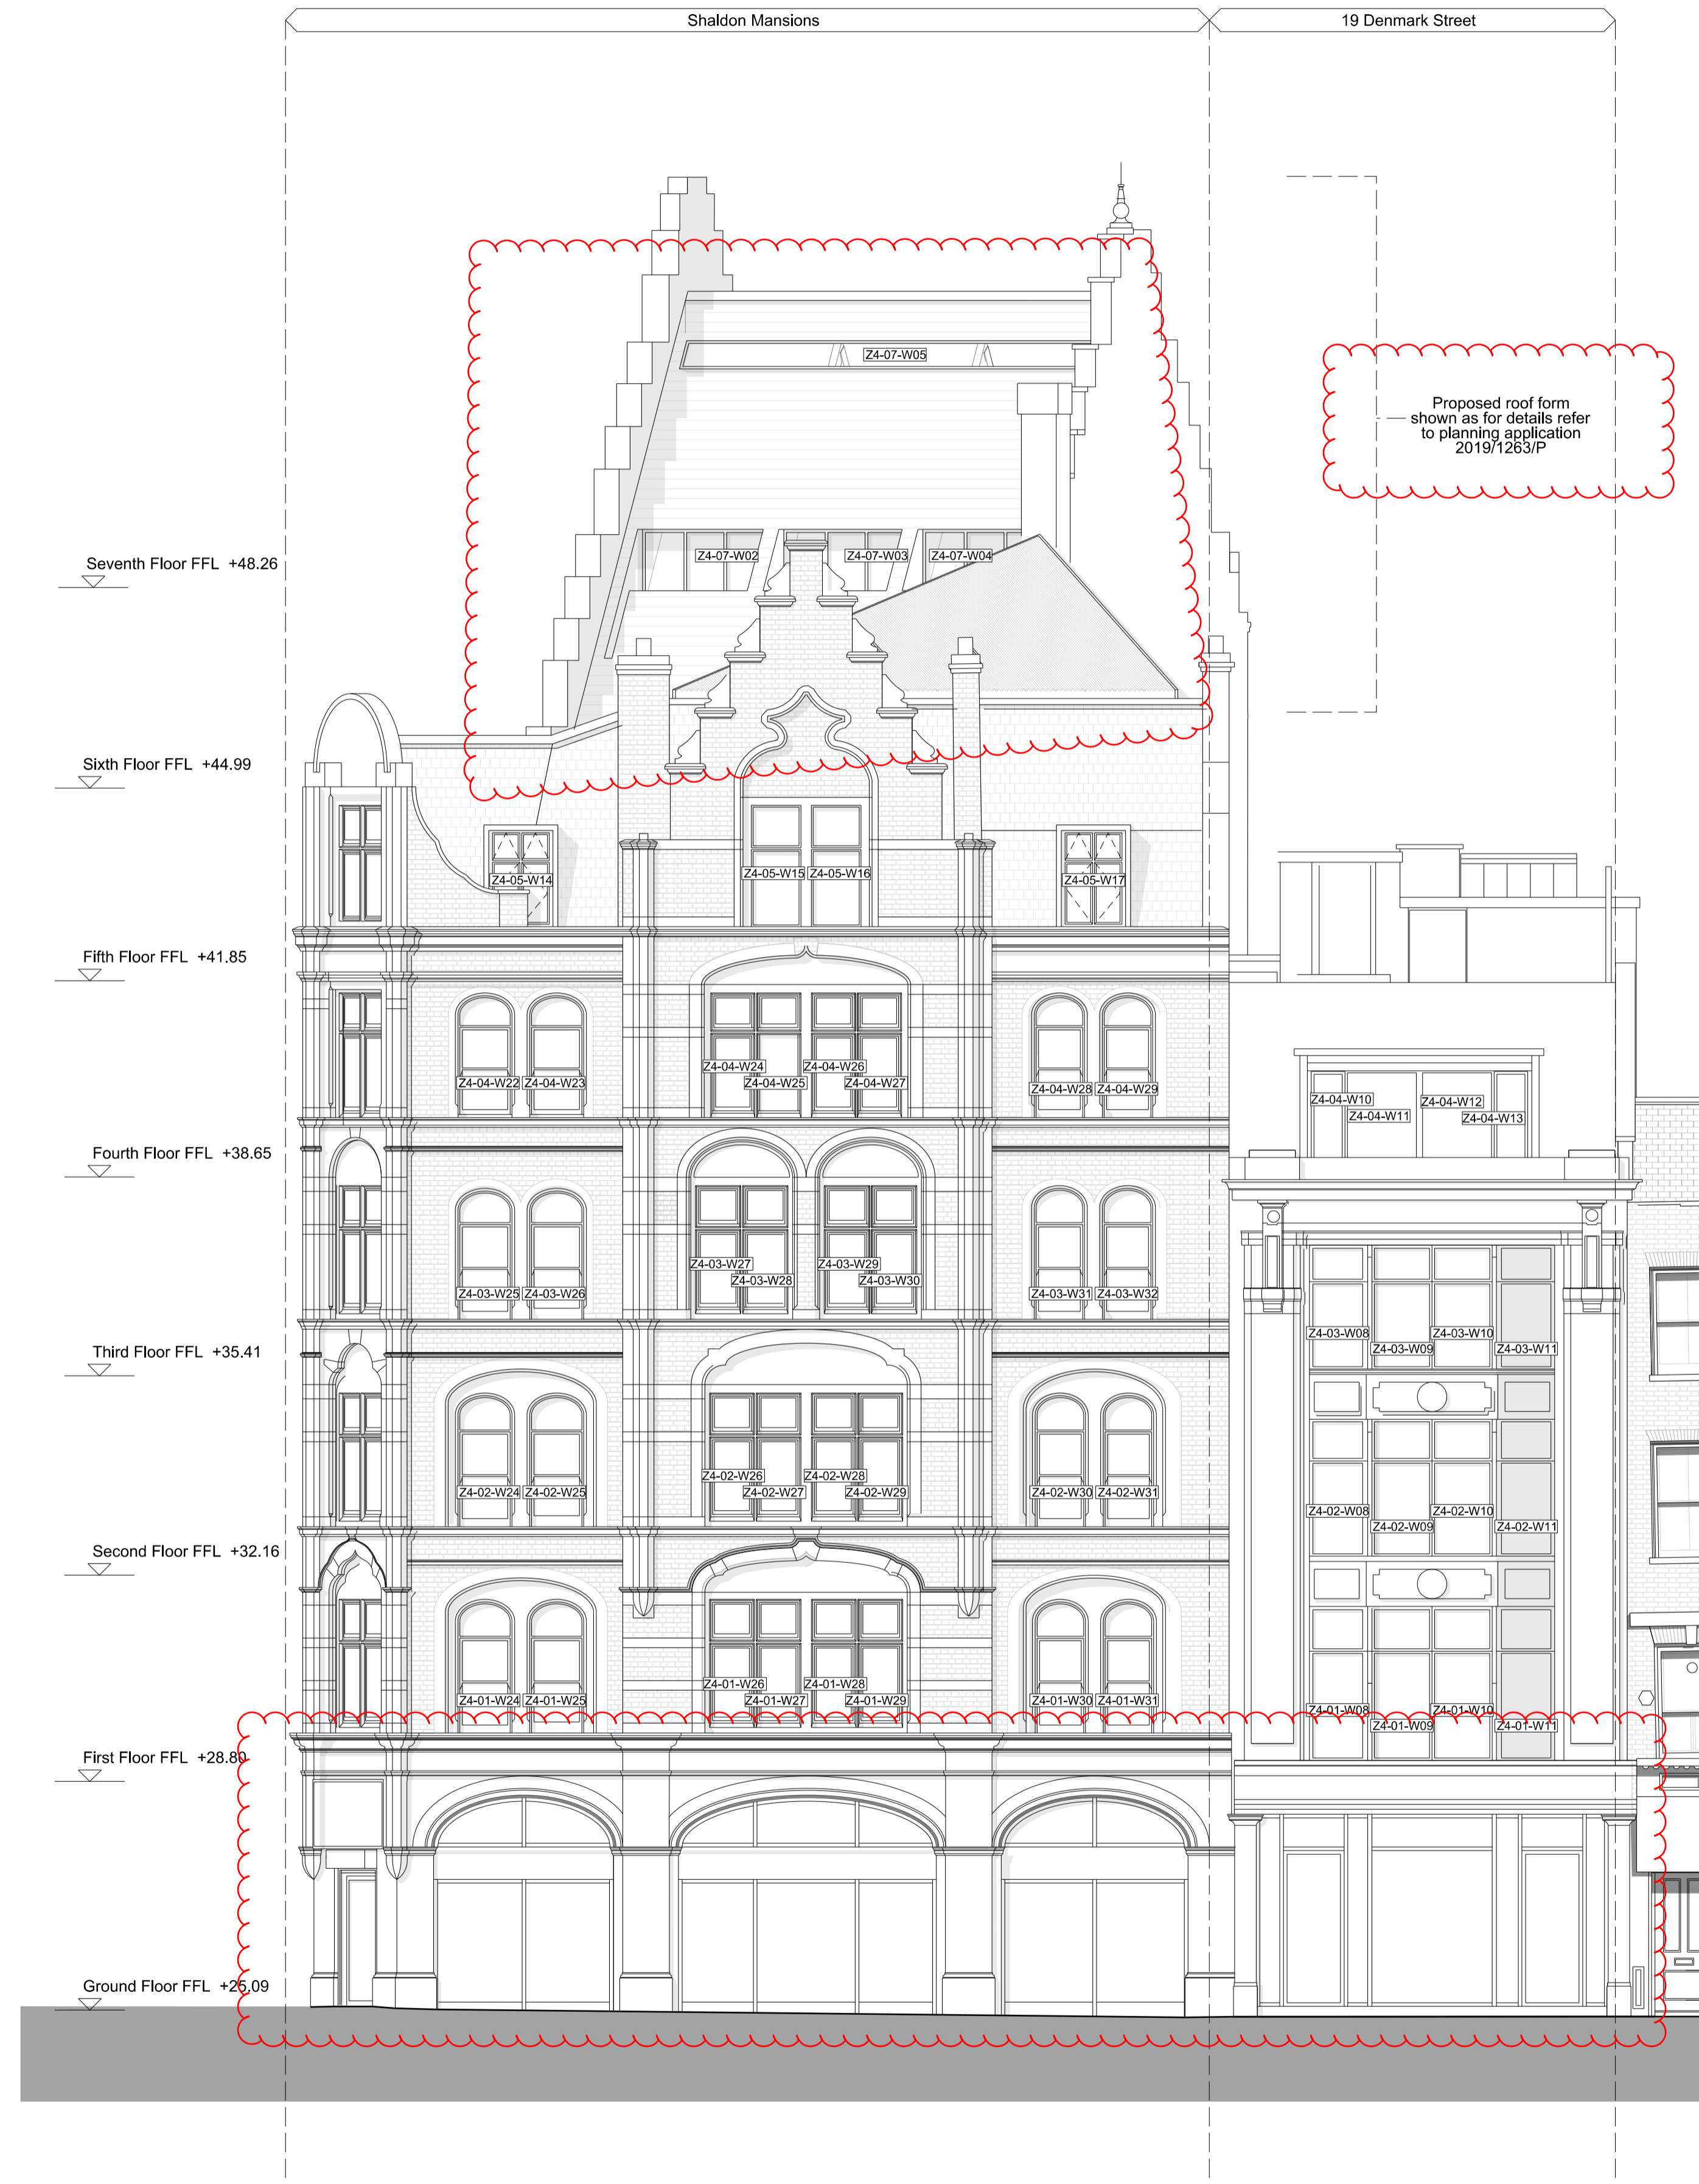 Shaldon Mansions
19 Denmark Street
Z4-07-W05
Proposed roof form
shown as for details refer
to planning application
2019/1263/P
Seventh Floor FFL +48.26
Z4-07-W02
Z4-07-W03
Z4-07-W04
Sixth Floor FFL +44.99
Z4-05-W14
Z4-05-W15
Z4-05-W16
Z4-05-W17
Fifth Floor FFL +41.85
Z4-04-W22
Z4-04-W23
Z4-04-W24
Z4-04-W25
Z4-04-W26
Z4-04-W27
Z4-04-W28
Z4-04-W29
Z4-04-W10
Z4-04-W11
Z4-04-W12
Z4-04-W13
Fourth Floor FFL +38.65
Z4-03-W25
Z4-03-W26
Z4-03-W27
Z4-03-W28
Z4-03-W29
Z4-03-W30
Z4-03-W31
Z4-03-W32
Z4-03-W08
Z4-03-W09
Z4-03-W10
Z4-03-W11
Third Floor FFL +35.41
Z4-02-W24
Z4-02-W25
Z4-02-W26
Z4-02-W27
Z4-02-W28
Z4-02-W29
Z4-02-W30
Z4-02-W31
Z4-02-W08
Z4-02-W09
Z4-02-W10
Z4-02-W11
Second Floor FFL +32.16
Z4-01-W24
Z4-01-W25
Z4-01-W26
Z4-01-W27
Z4-01-W28
Z4-01-W29
Z4-01-W30
Z4-01-W31
Z4-01-W08
Z4-01-W09
Z4-01-W10
Z4-01-W11
First Floor FFL +28.80
Ground Floor FFL +25.09